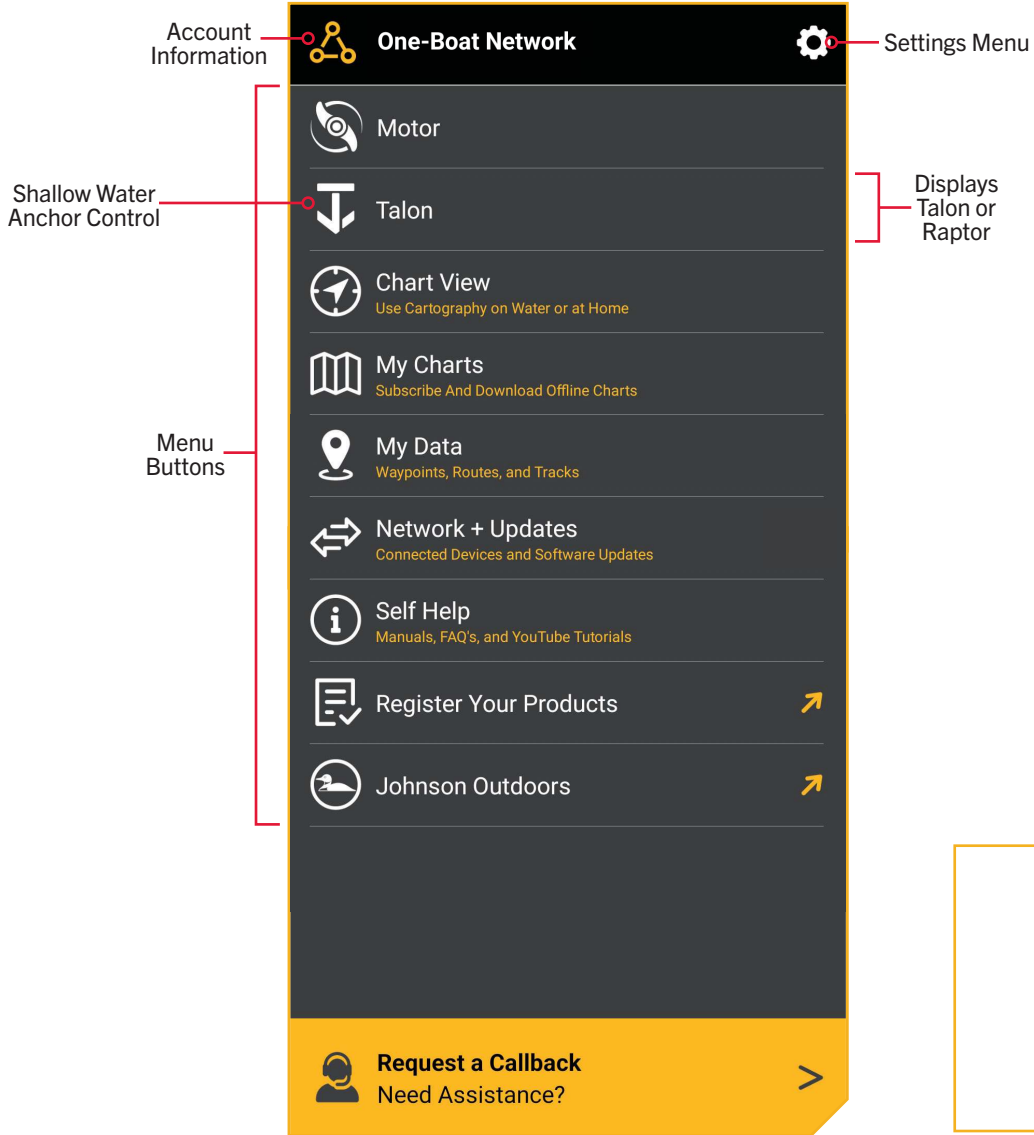 Account
Information
One-Boat Network
Settings Menu
Motor
Shallow Water
Anchor Control
Talon
Displays
Talon or
Raptor
Chart View
Use Cartography on Water or at Home
My Charts
Subscribe And Download Offline Charts
Menu
Buttons
My Data
Waypoints, Routes, and Tracks
Network + Updates
Connected Devices and Software Updates
Self Help
Manuals, FAQ's, and YouTube Tutorials
Register Your Products
Johnson Outdoors
Request a Callback
Need Assistance?